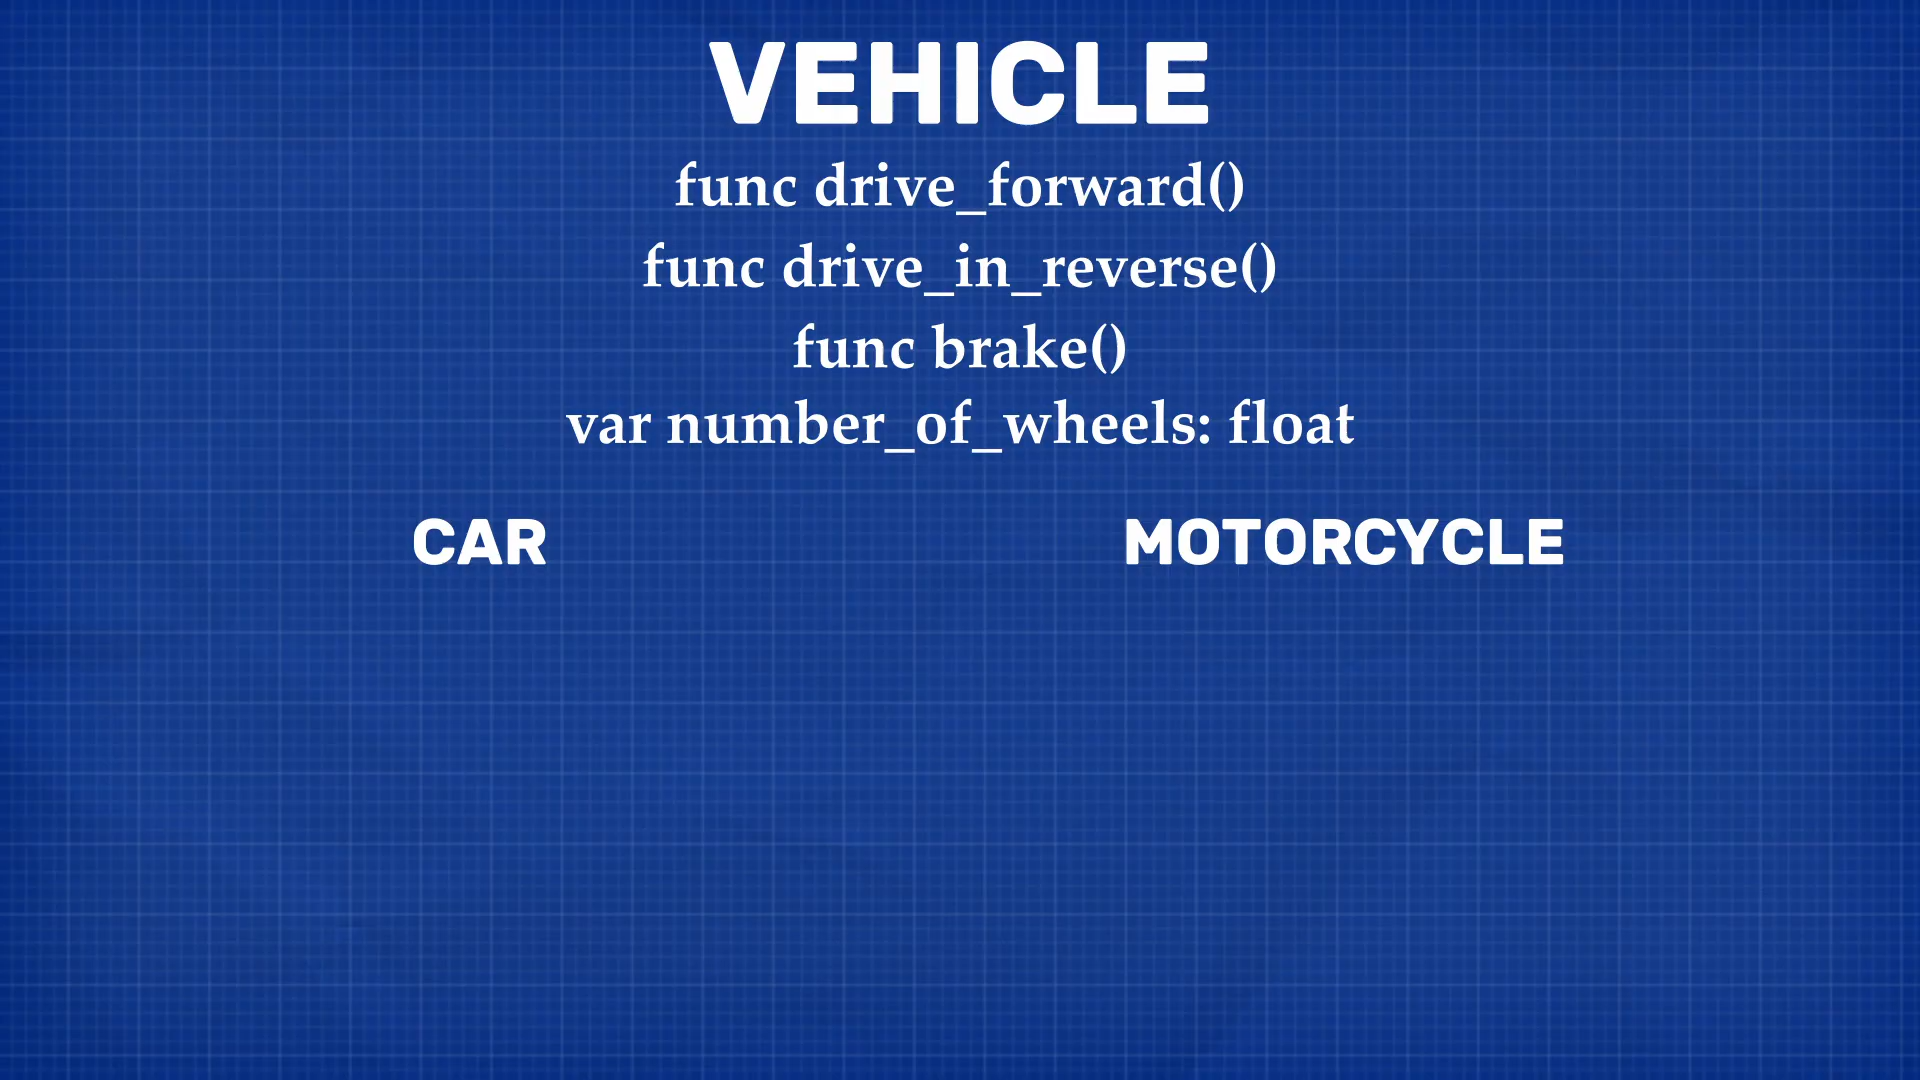 VEHICLE
func drive_forward()
func drive_in_reverse()
func brake()
var number_of_wheels: float
CAR
MOTORCYCLE